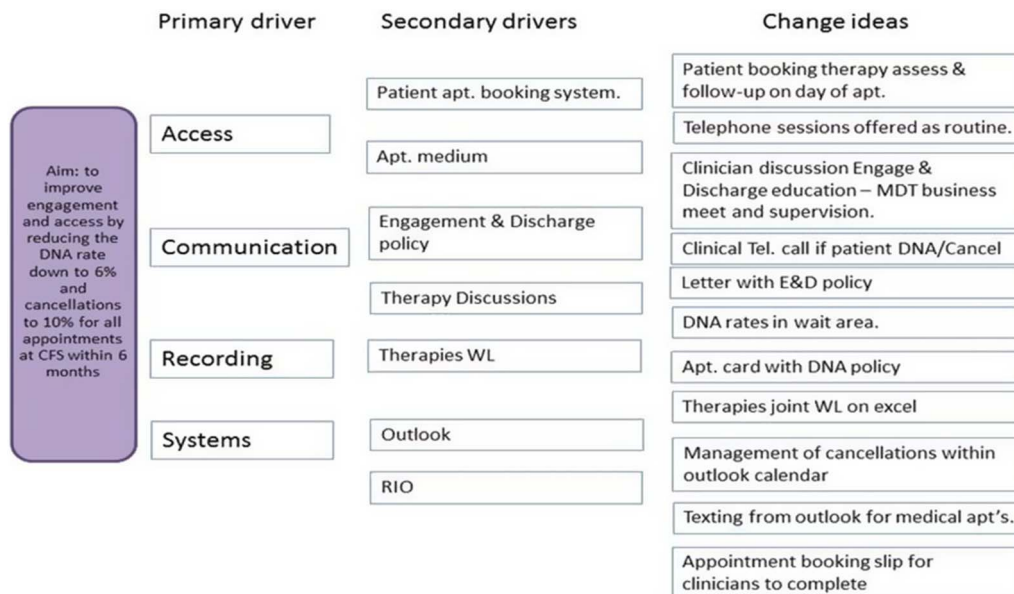 Primary driver
Secondary drivers
Change ideas
Aim: to
improve
engagement
and access by
reducing the
DNA rate
down to 6%
and
cancellations
to 10% for all
appointments
at CFS within 6
months
Access
Communication
Recording
Systems
Patient apt. booking system.
Apt. medium
Engagement & Discharge
policy
Therapy Discussions
Therapies WL
Outlook
RIO
Patient booking therapy assess &
follow-up on day of apt.
Telephone sessions offered as routine.
Clinician discussion Engage &
Discharge education – MDT business
meet and supervision.
Clinical Tel. call if patient DNA/Cancel
Letter with E&D policy
DNA rates in wait area.
Apt. card with DNA policy
Therapies joint WL on excel
Management of cancellations within
outlook calendar
Texting from outlook for medical apt's.
Appointment booking slip for
clinicians to complete